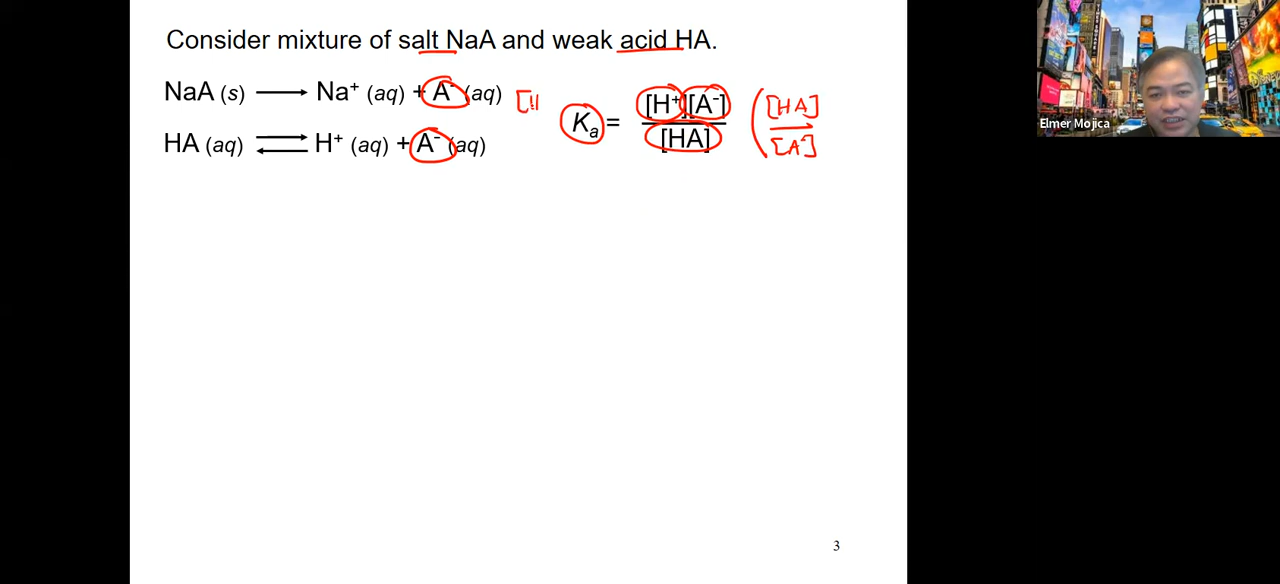 Consider mixture of salt NaA and weak acid HA.
NaA (s) ⟶ Na⁺ (aq) + A⁻ (aq)
HA (aq) ⇌ H⁺ (aq) + A⁻ (aq)
Kₐ = [H⁺][A⁻] / [HA] ( [HA] / [A⁻]
Elmer Mojica
3